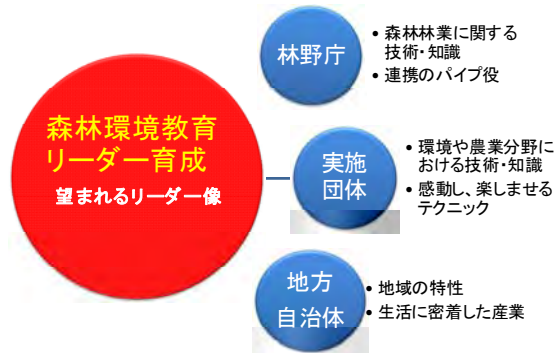 森林環境教育
リーダー育成
望まれるリーダー像
林野庁
• 森林林業に関する
技術・知識
• 連携のパイプ役
実施
団体
• 環境や農業分野に
おける技術・知識
• 感動し、楽しませる
テクニック
地方
自治体
• 地域の特性
• 生活に密着した産業